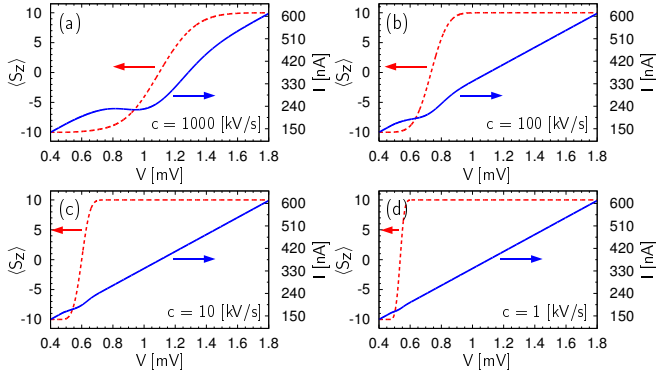 (a)
10
5
0
-5
-10
⟨Sz⟩
600
510
420
330
240
150
I [nA]
c = 1000 [kV/s]
0.4 0.6 0.8 1 1.2 1.4 1.6 1.8
V [mV]
(b)
10
5
0
-5
-10
⟨Sz⟩
600
510
420
330
240
150
I [nA]
c = 100 [kV/s]
0.4 0.6 0.8 1 1.2 1.4 1.6 1.8
V [mV]
(c)
10
5
0
-5
-10
⟨Sz⟩
600
510
420
330
240
150
I [nA]
c = 10 [kV/s]
0.4 0.6 0.8 1 1.2 1.4 1.6 1.8
V [mV]
(d)
10
5
0
-5
-10
⟨Sz⟩
600
510
420
330
240
150
I [nA]
c = 1 [kV/s]
0.4 0.6 0.8 1 1.2 1.4 1.6 1.8
V [mV]